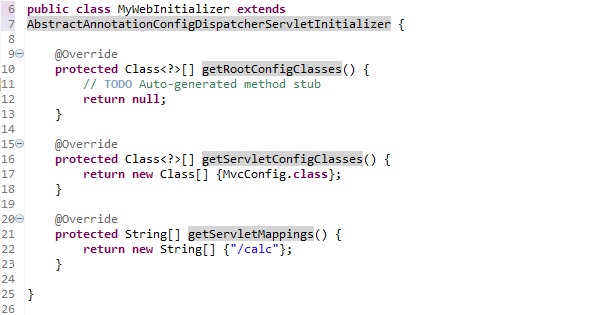 6 public class MyWebInitializer extends
7 AbstractAnnotationConfigDispatcherServletInitializer {
8
9 @Override
10 protected Class<?>[] getRootConfigClasses() {
11 // TODO Auto-generated method stub
12 return null;
13 }
14
15 @Override
16 protected Class<?>[] getServletConfigClasses() {
17 return new Class[] {MvcConfig.class};
18 }
19
20 @Override
21 protected String[] getServletMappings() {
22 return new String[] {"/calc"};
23 }
24
25 }
26